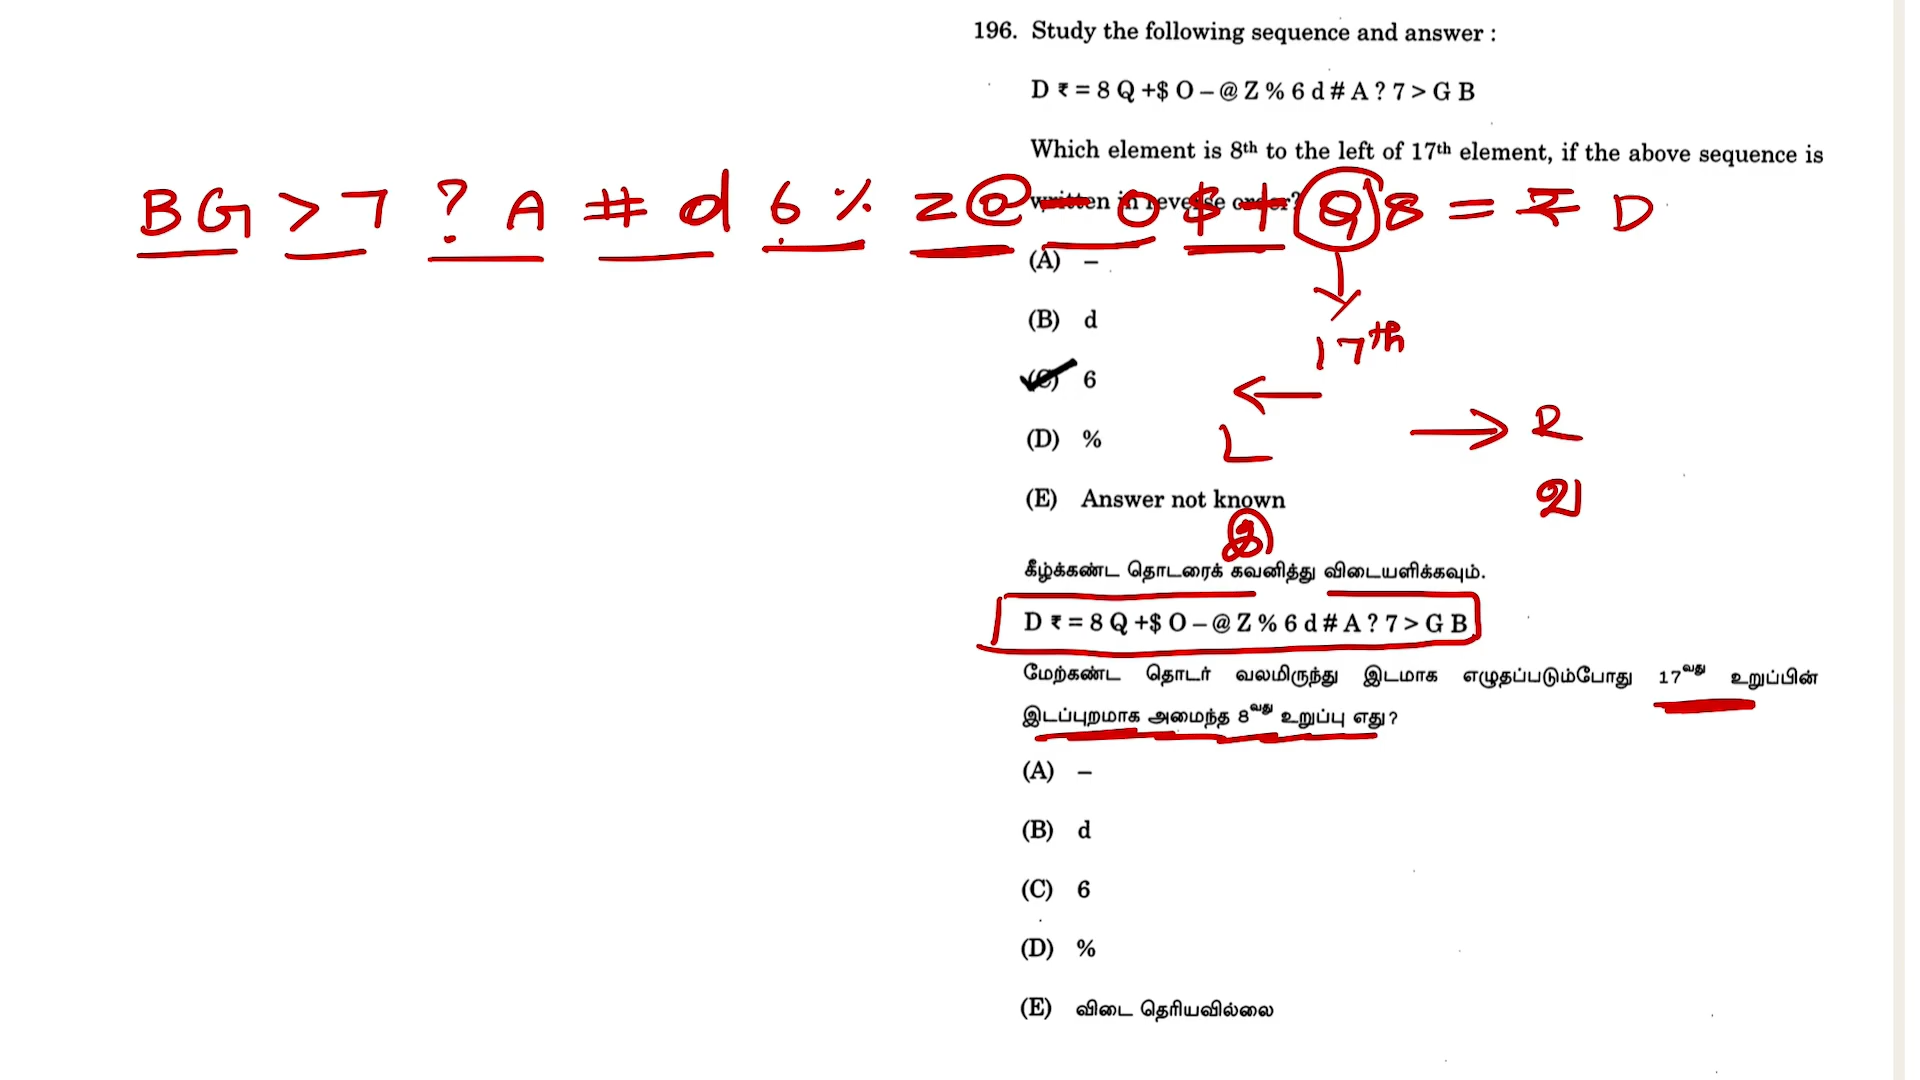 196. Study the following sequence and answer :
D ₹ = 8 Q +$ O – @ Z % 6 d # A ? 7 > G B
Which element is 8th to the left of 17th element, if the above sequence is
written in reverse order?
B G > 7 ? A # d 6 % Z @ – O $ + Q 8 = ₹ D
(A) –
(B) d
17th
(C) 6
L
R
(D) %
வ
(E) Answer not known
இ
கீழ்க்கண்ட தொடரைக் கவனித்து விடையளிக்கவும்.
D ₹ = 8 Q +$ O – @ Z % 6 d # A ? 7 > G B
மேற்கண்ட தொடர் வலமிருந்து இடமாக எழுதப்படும்போது 17வது உறுப்பின்
இடப்புறமாக அமைந்த 8வது உறுப்பு எது?
(A) –
(B) d
(C) 6
(D) %
(E) விடை தெரியவில்லை